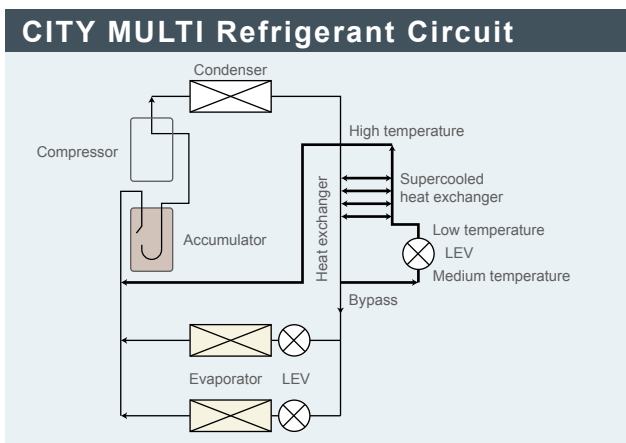 CITY MULTI Refrigerant Circuit
Condenser
High temperature
Compressor
Supercooled
heat exchanger
Heat exchanger
Accumulator
Low temperature
LEV
Medium temperature
Bypass
Evaporator
LEV